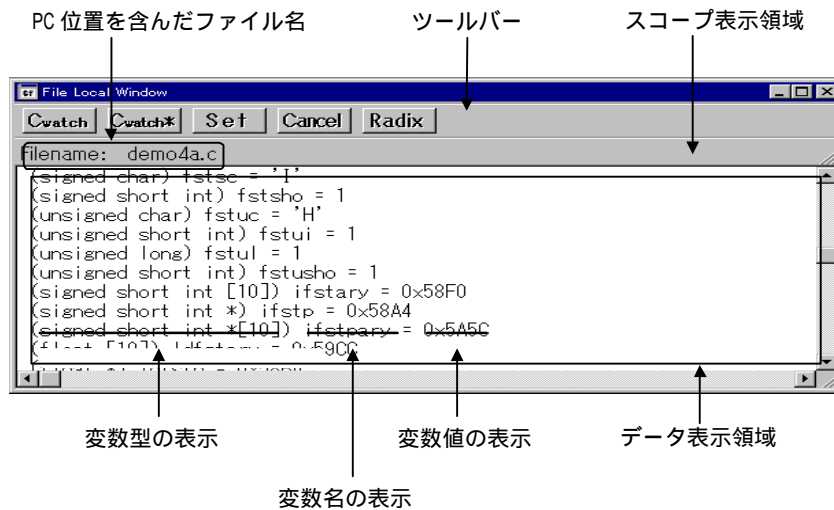 PC 位置を含んだファイル名 ツールバー スコープ表示領域
File Local Window
Cwatch Cwatch* Set Cancel Radix
Filename: demo4a.c
(signed char) fstsc = 'I'
(signed short int) fstsho = 1
(unsigned char) fstuc = 'H'
(unsigned short int) fstui = 1
(unsigned long) fstul = 1
(unsigned short int) fstusho = 1
(signed short int [10]) ifstary = 0x58F0
(signed short int *) ifstp = 0x58A4
(signed short int *[10]) ifstpary = 0x5A5C
(float [10]) ldfstary = 0x59CC
変数型の表示 変数値の表示 データ表示領域
変数名の表示